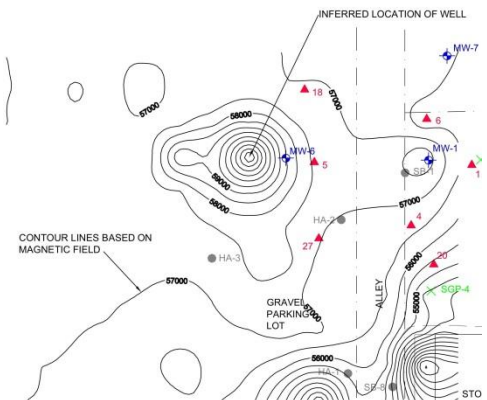 INFERRED LOCATION OF WELL
MW-7
57000
18
57000
58000
6
MW-6
5
MW-1
1
SB-1
59000
58000
57000
HA-2
4
27
CONTOUR LINES BASED ON
MAGNETIC FIELD
HA-3
57000
56000
20
SGP-4
55000
ALLEY
GRAVEL
PARKING
LOT
57000
56000
HA-1
SB-8
STO